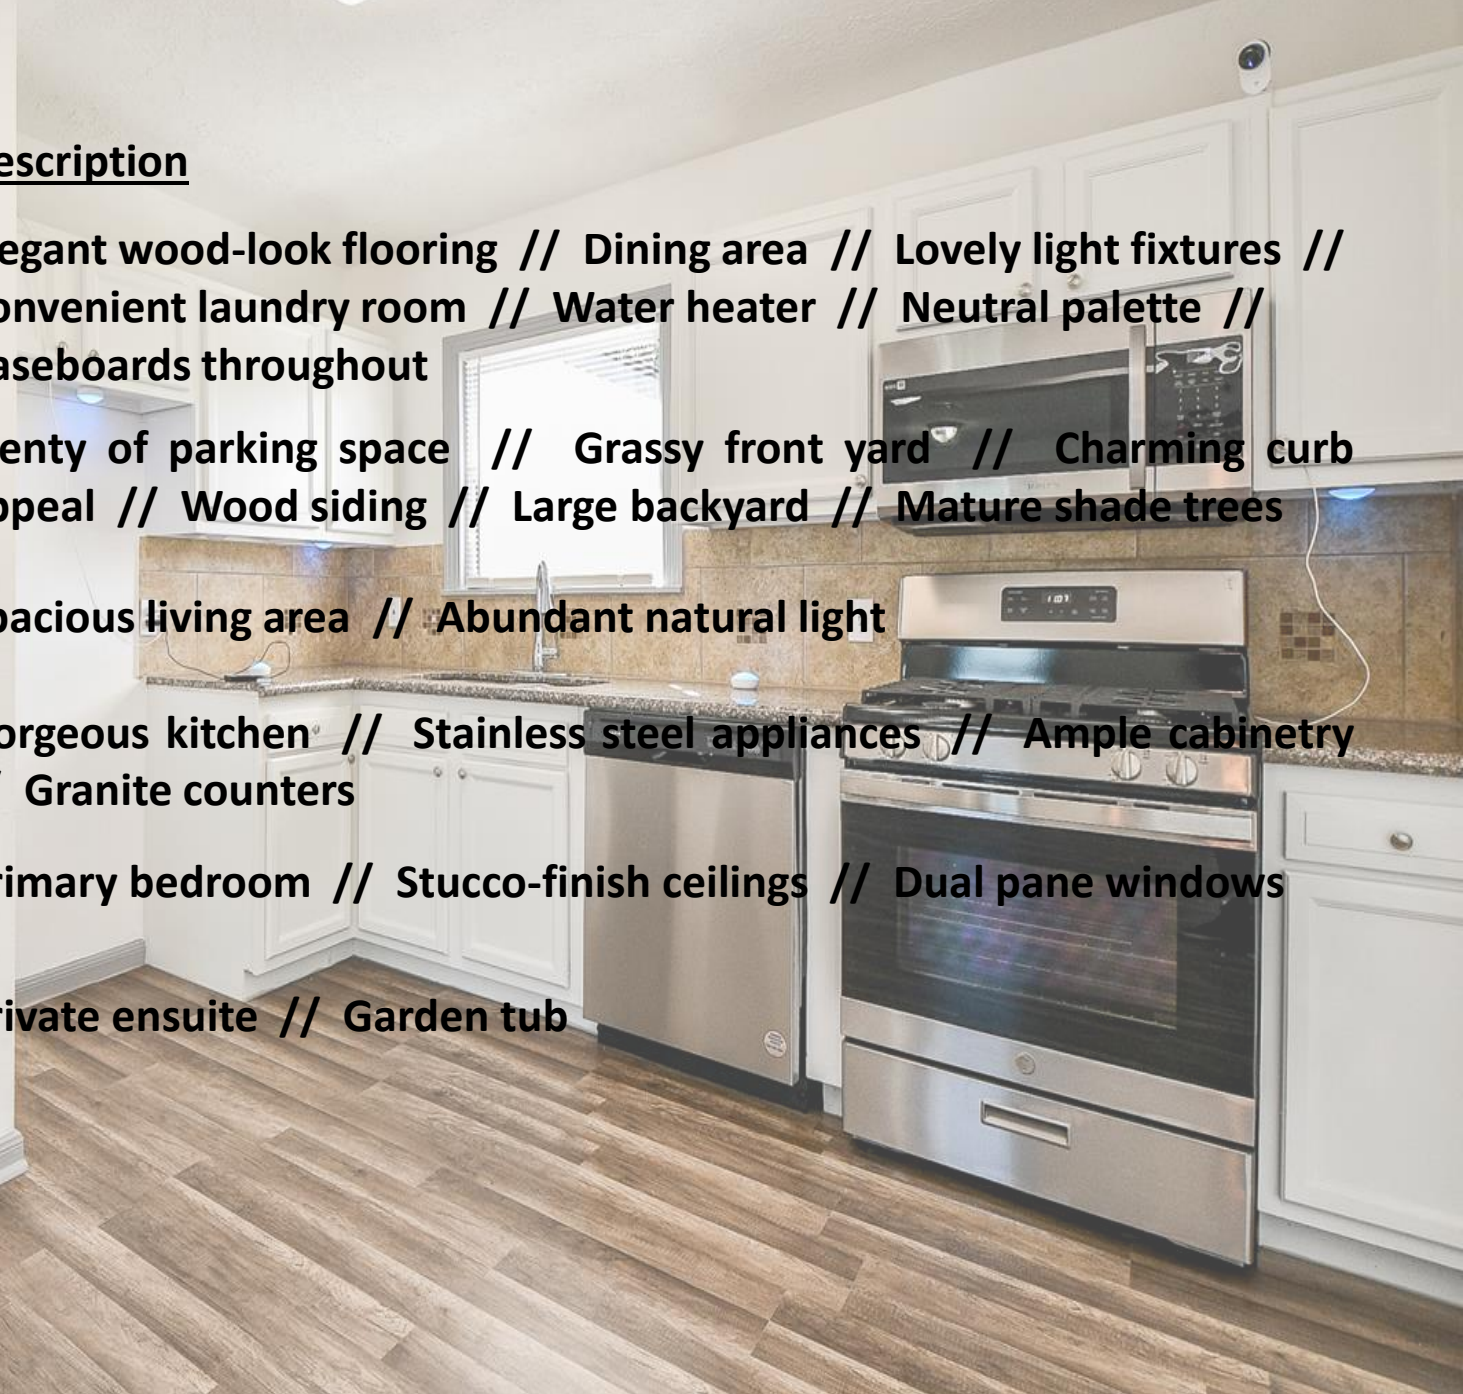 escription
egant wood-look flooring // Dining area // Lovely light fixtures //
onvenient laundry room // Water heater // Neutral palette //
aseboards throughout
enty of parking space // Grassy front yard // Charming curb
ppeal // Wood siding // Large backyard // Mature shade trees
pacious living area // Abundant natural light
orgeous kitchen // Stainless steel appliances // Ample cabinetry
/ Granite counters
rimary bedroom // Stucco-finish ceilings // Dual pane windows
rivate ensuite // Garden tub